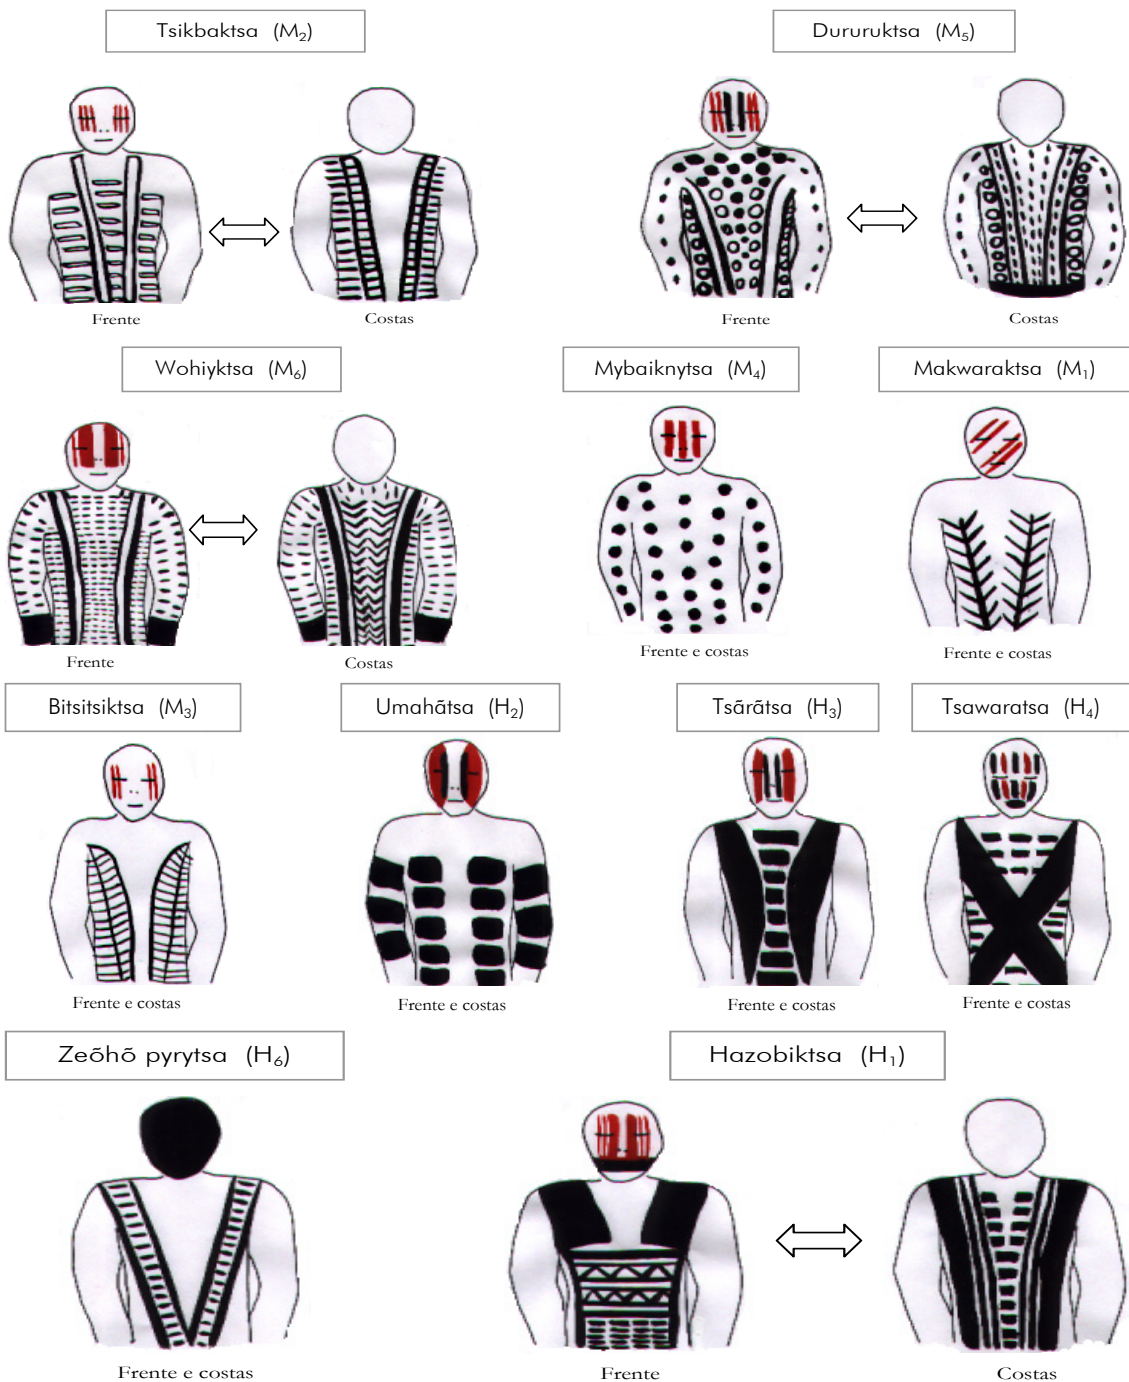 Tsikbaktsa (M₂)
Dururuktsa (M₅)
Frente
Costas
Frente
Costas
Wohiyktsa (M₆)
Mybaiknytsa (M₄)
Makwaraktsa (M₁)
Frente
Costas
Frente e costas
Frente e costas
Bitsitsiktsa (M₃)
Umahãtsa (H₂)
Tsãrãtsa (H₃)
Tsawaratsa (H₄)
Frente e costas
Frente e costas
Frente e costas
Frente e costas
Zeõhõ pyrytsa (H₆)
Hazobiktsa (H₁)
Frente e costas
Frente
Costas